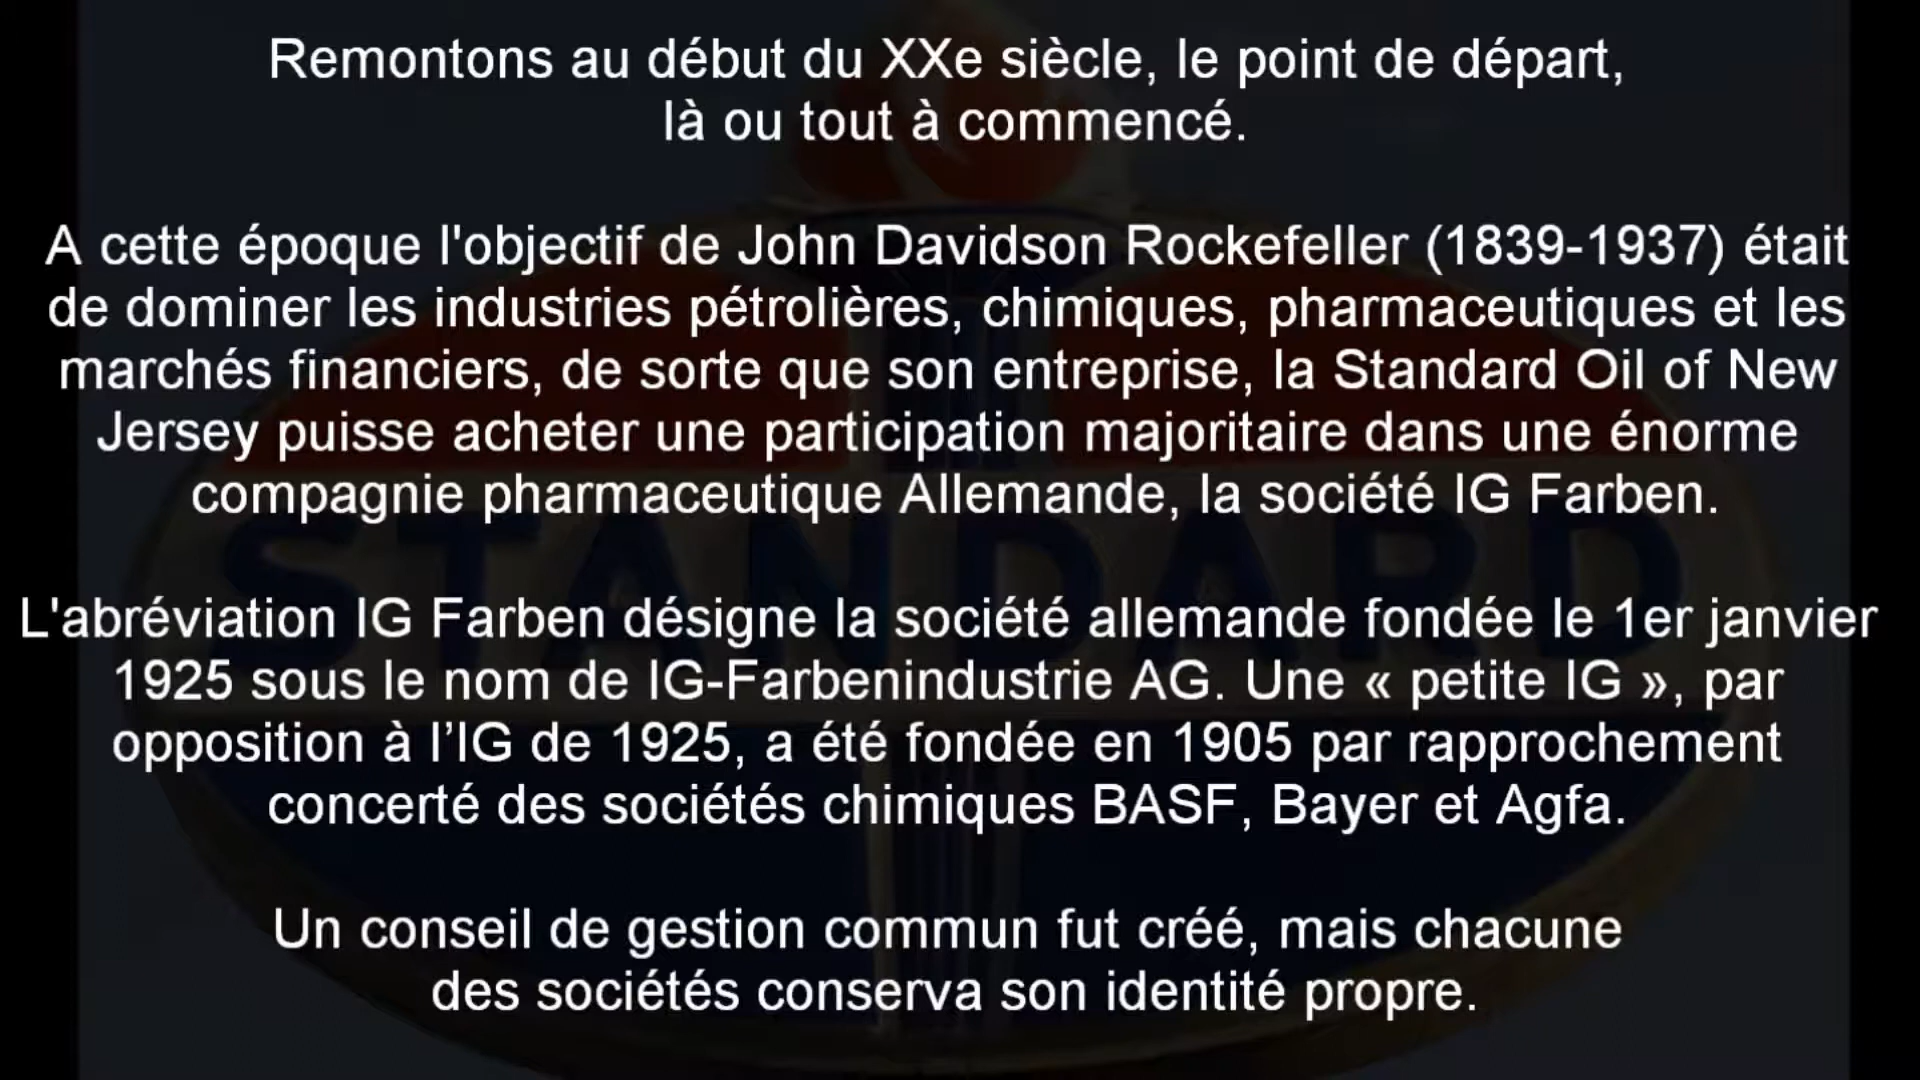 Remontons au début du XXe siècle, le point de départ,
là ou tout à commencé.
A cette époque l'objectif de John Davidson Rockefeller (1839-1937) était
de dominer les industries pétrolières, chimiques, pharmaceutiques et les
marchés financiers, de sorte que son entreprise, la Standard Oil of New
Jersey puisse acheter une participation majoritaire dans une énorme
compagnie pharmaceutique Allemande, la société IG Farben.
STANDARD
L'abréviation IG Farben désigne la société allemande fondée le 1er janvier
1925 sous le nom de IG-Farbenindustrie AG. Une « petite IG », par
opposition à l’IG de 1925, a été fondée en 1905 par rapprochement
concerté des sociétés chimiques BASF, Bayer et Agfa.
Un conseil de gestion commun fut créé, mais chacune
des sociétés conserva son identité propre.